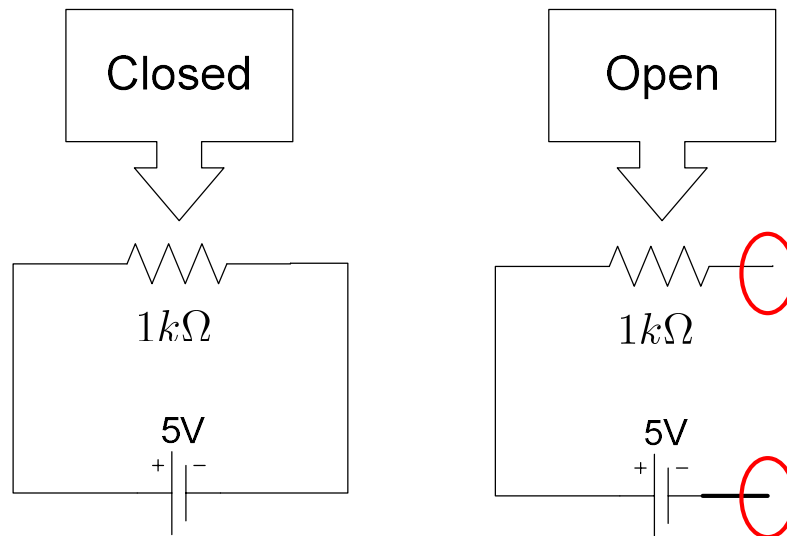 Closed
Open
1kΩ
1kΩ
5V
5V
+ −
+ −